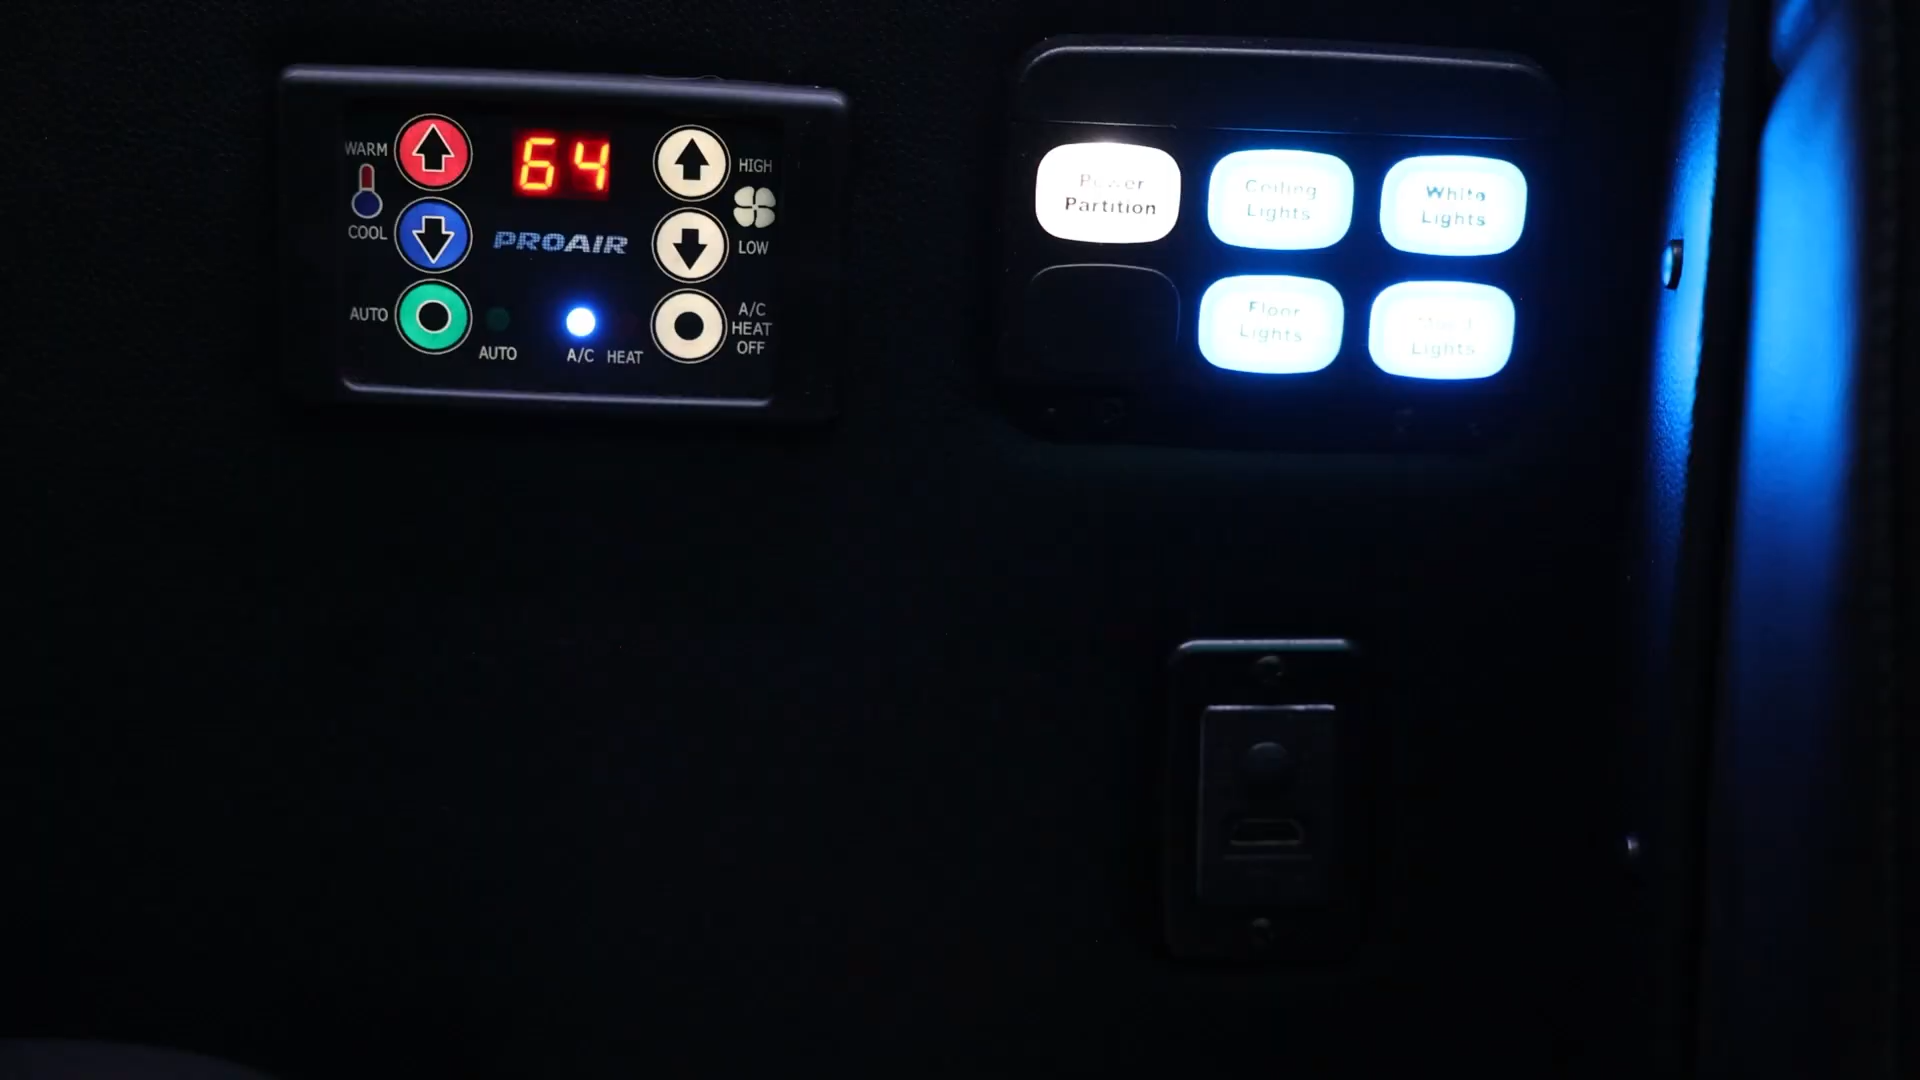 WARM
COOL
AUTO
64
PROAIR
AUTO
A/C
HEAT
HIGH
LOW
A/C
HEAT
OFF
Power
Partition
Ceiling
Lights
White
Lights
Floor
Lights
Lights